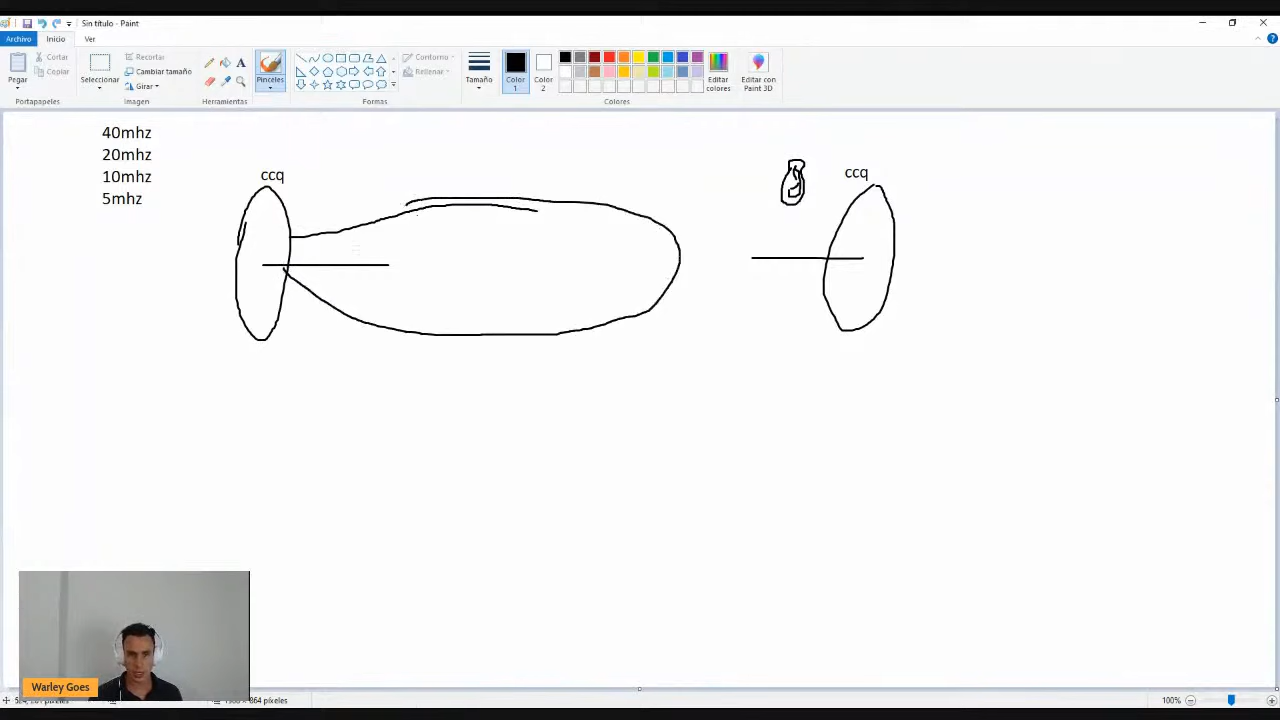 Sin título - Paint
Archivo
Inicio
Ver
Pegar
Cortar
Copiar
Portapapeles
Seleccionar
Recortar
Cambiar tamaño
Girar
Imagen
A
Herramientas
Pinceles
Contorno
Rellenar
Formas
Tamaño
Color 1
Color 2
Editar colores
Editar con Paint 3D
Colores
40mhz
20mhz
10mhz
5mhz
ccq
ccq
Warley Goes
píxeles
píxeles
100%